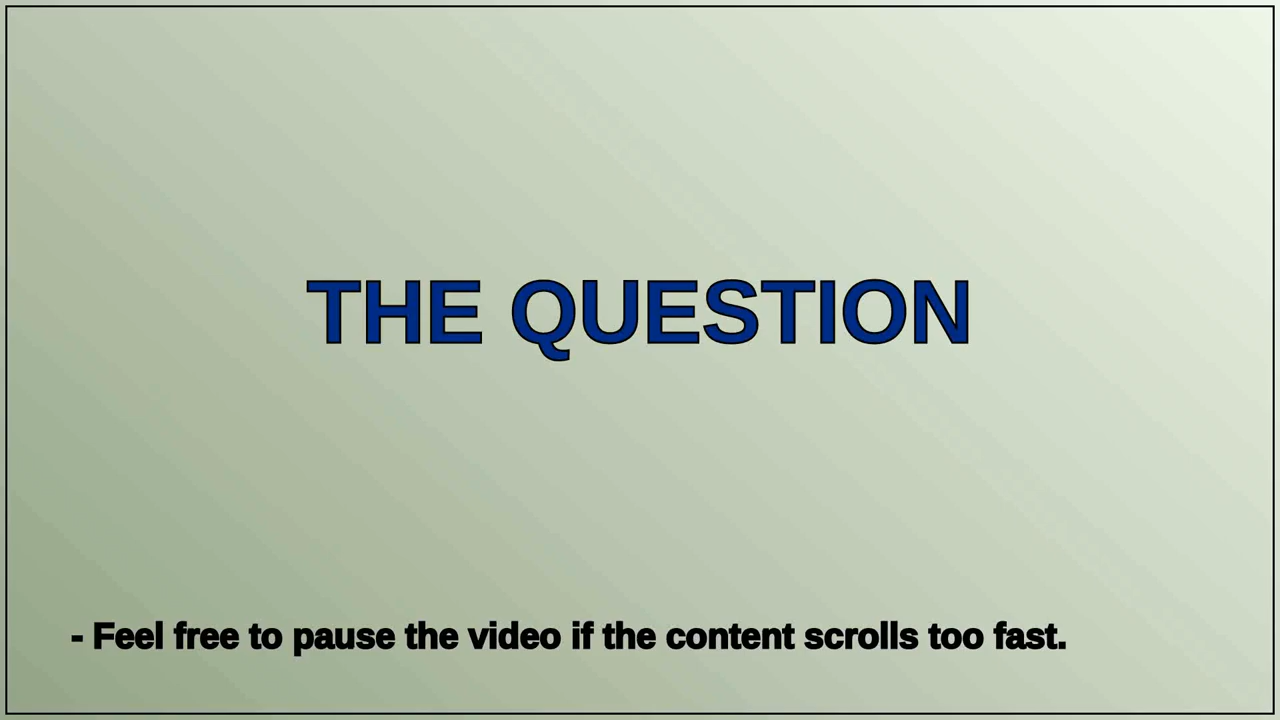 THE QUESTION
- Feel free to pause the video if the content scrolls too fast.